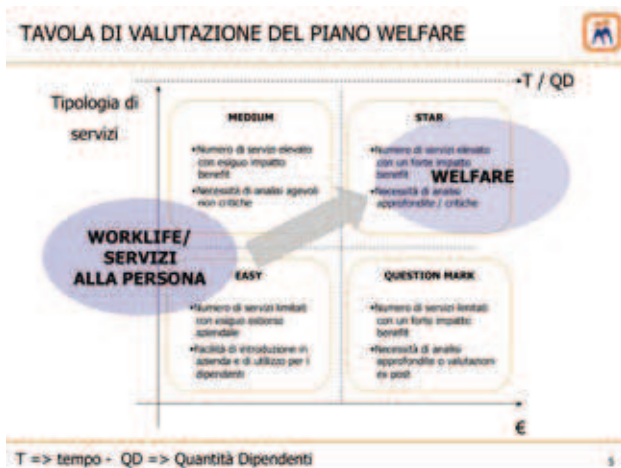 TAVOLA DI VALUTAZIONE DEL PIANO WELFARE
T / QD
Tipologia di
servizi
MEDIUM
•Numero di servizi elevato
con esiguo impatto
benefit
•Necessità di analisi agevoli
non critiche
STAR
•Numero di servizi elevato
con un forte impatto
benefit
•Necessità di analisi
approfondite / critiche
WELFARE
WORKLIFE/
SERVIZI
ALLA PERSONA
EASY
•Numero di servizi limitati
con esiguo esborso
aziendale
•Facilità di introduzione in
azienda e di utilizzo per i
dipendenti
QUESTION MARK
•Numero di servizi limitati
con un forte impatto
benefit
•Necessità di analisi
approfondite o valutazioni
ex post
€
T => tempo - QD => Quantità Dipendenti
5